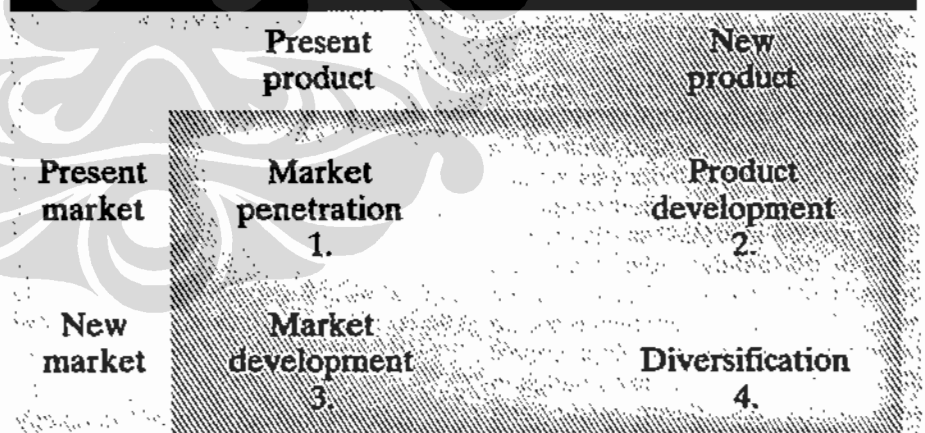 Present New
product product
Present Market Product
market penetration development
1. 2.
New Market
market development Diversification
3. 4.